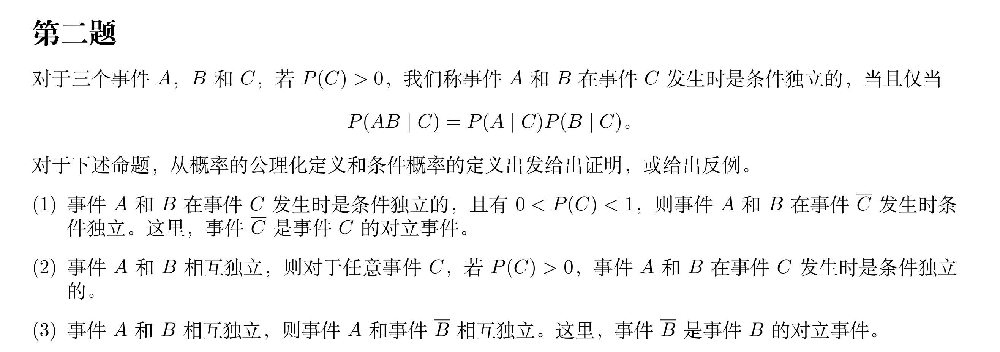 第二题
对于三个事件 A，B 和 C，若 P(C) > 0，我们称事件 A 和 B 在事件 C 发生时是条件独立的，当且仅当
P(AB | C) = P(A | C)P(B | C)。
对于下述命题，从概率的公理化定义和条件概率的定义出发给出证明，或给出反例。
(1) 事件 A 和 B 在事件 C 发生时是条件独立的，且有 0 < P(C) < 1，则事件 A 和 B 在事件 C̅ 发生时条
件独立。这里，事件 C̅ 是事件 C 的对立事件。
(2) 事件 A 和 B 相互独立，则对于任意事件 C，若 P(C) > 0，事件 A 和 B 在事件 C 发生时是条件独立
的。
(3) 事件 A 和 B 相互独立，则事件 A 和事件 B̅ 相互独立。这里，事件 B̅ 是事件 B 的对立事件。